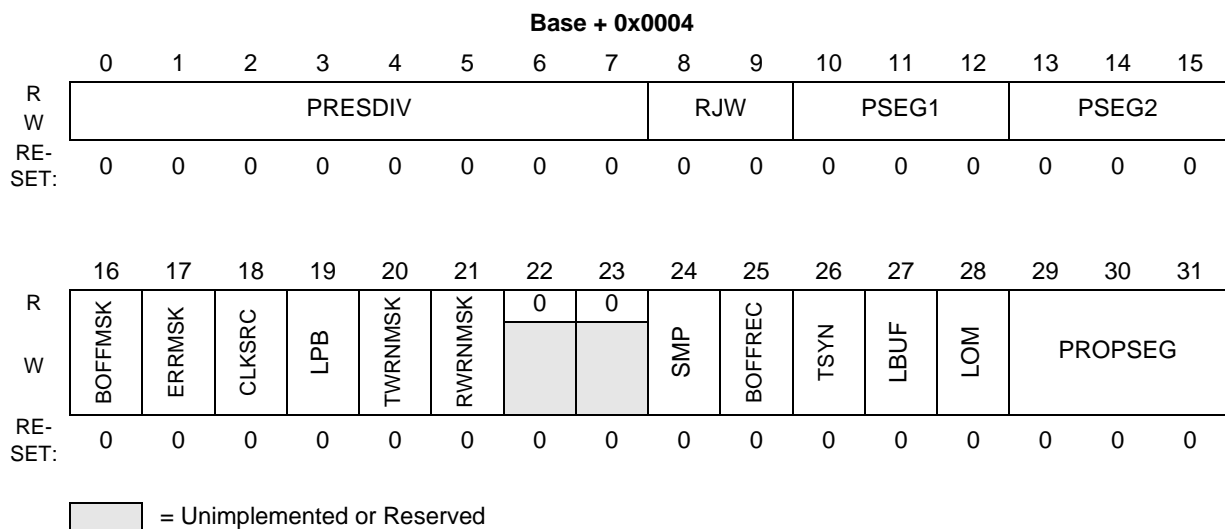 Base + 0x0004
0 1 2 3 4 5 6 7 8 9 10 11 12 13 14 15
R
W
PRESDIV RJW PSEG1 PSEG2
RE-
SET: 0 0 0 0 0 0 0 0 0 0 0 0 0 0 0 0
16 17 18 19 20 21 22 23 24 25 26 27 28 29 30 31
R 0 0
W BOFFMSK ERRMSK CLKSRC LPB TWRNMSK RWRNMSK SMP BOFFREC TSYN LBUF LOM PROPSEG
RE-
SET: 0 0 0 0 0 0 0 0 0 0 0 0 0 0 0 0
= Unimplemented or Reserved